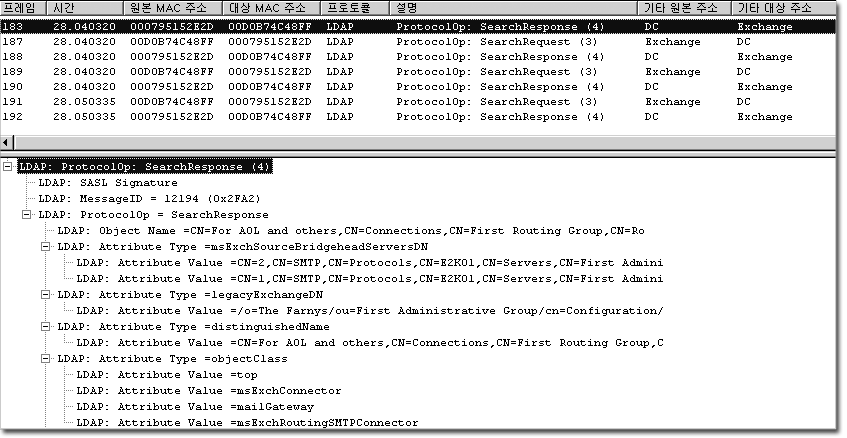 프레임 시간 원본 MAC 주소 대상 MAC 주소 프로토콜 설명 기타 원본 주소 기타 대상 주소
183 28.040320 000795152E2D 00D0B74C48FF LDAP ProtocolOp: SearchResponse (4) DC Exchange
187 28.040320 00D0B74C48FF 000795152E2D LDAP ProtocolOp: SearchRequest (3) Exchange DC
188 28.040320 000795152E2D 00D0B74C48FF LDAP ProtocolOp: SearchResponse (4) DC Exchange
189 28.040320 00D0B74C48FF 000795152E2D LDAP ProtocolOp: SearchRequest (3) Exchange DC
190 28.040320 000795152E2D 00D0B74C48FF LDAP ProtocolOp: SearchResponse (4) DC Exchange
191 28.050335 00D0B74C48FF 000795152E2D LDAP ProtocolOp: SearchRequest (3) Exchange DC
192 28.050335 000795152E2D 00D0B74C48FF LDAP ProtocolOp: SearchResponse (4) DC Exchange
LDAP: ProtocolOp: SearchResponse (4)
LDAP: SASL Signature
LDAP: MessageID = 12194 (0x2FA2)
LDAP: ProtocolOp = SearchResponse
LDAP: Object Name =CN=For AOL and others,CN=Connections,CN=First Routing Group,CN=Ro
LDAP: Attribute Type =msExchSourceBridgeheadServersDN
LDAP: Attribute Value =CN=2,CN=SMTP,CN=Protocols,CN=E2K01,CN=Servers,CN=First Admini
LDAP: Attribute Value =CN=1,CN=SMTP,CN=Protocols,CN=E2K01,CN=Servers,CN=First Admini
LDAP: Attribute Type =legacyExchangeDN
LDAP: Attribute Value =/o=The Farnys/ou=First Administrative Group/cn=Configuration/
LDAP: Attribute Type =distinguishedName
LDAP: Attribute Value =CN=For AOL and others,CN=Connections,CN=First Routing Group,C
LDAP: Attribute Type =objectClass
LDAP: Attribute Value =top
LDAP: Attribute Value =msExchConnector
LDAP: Attribute Value =mailGateway
LDAP: Attribute Value =msExchRoutingSMTPConnector